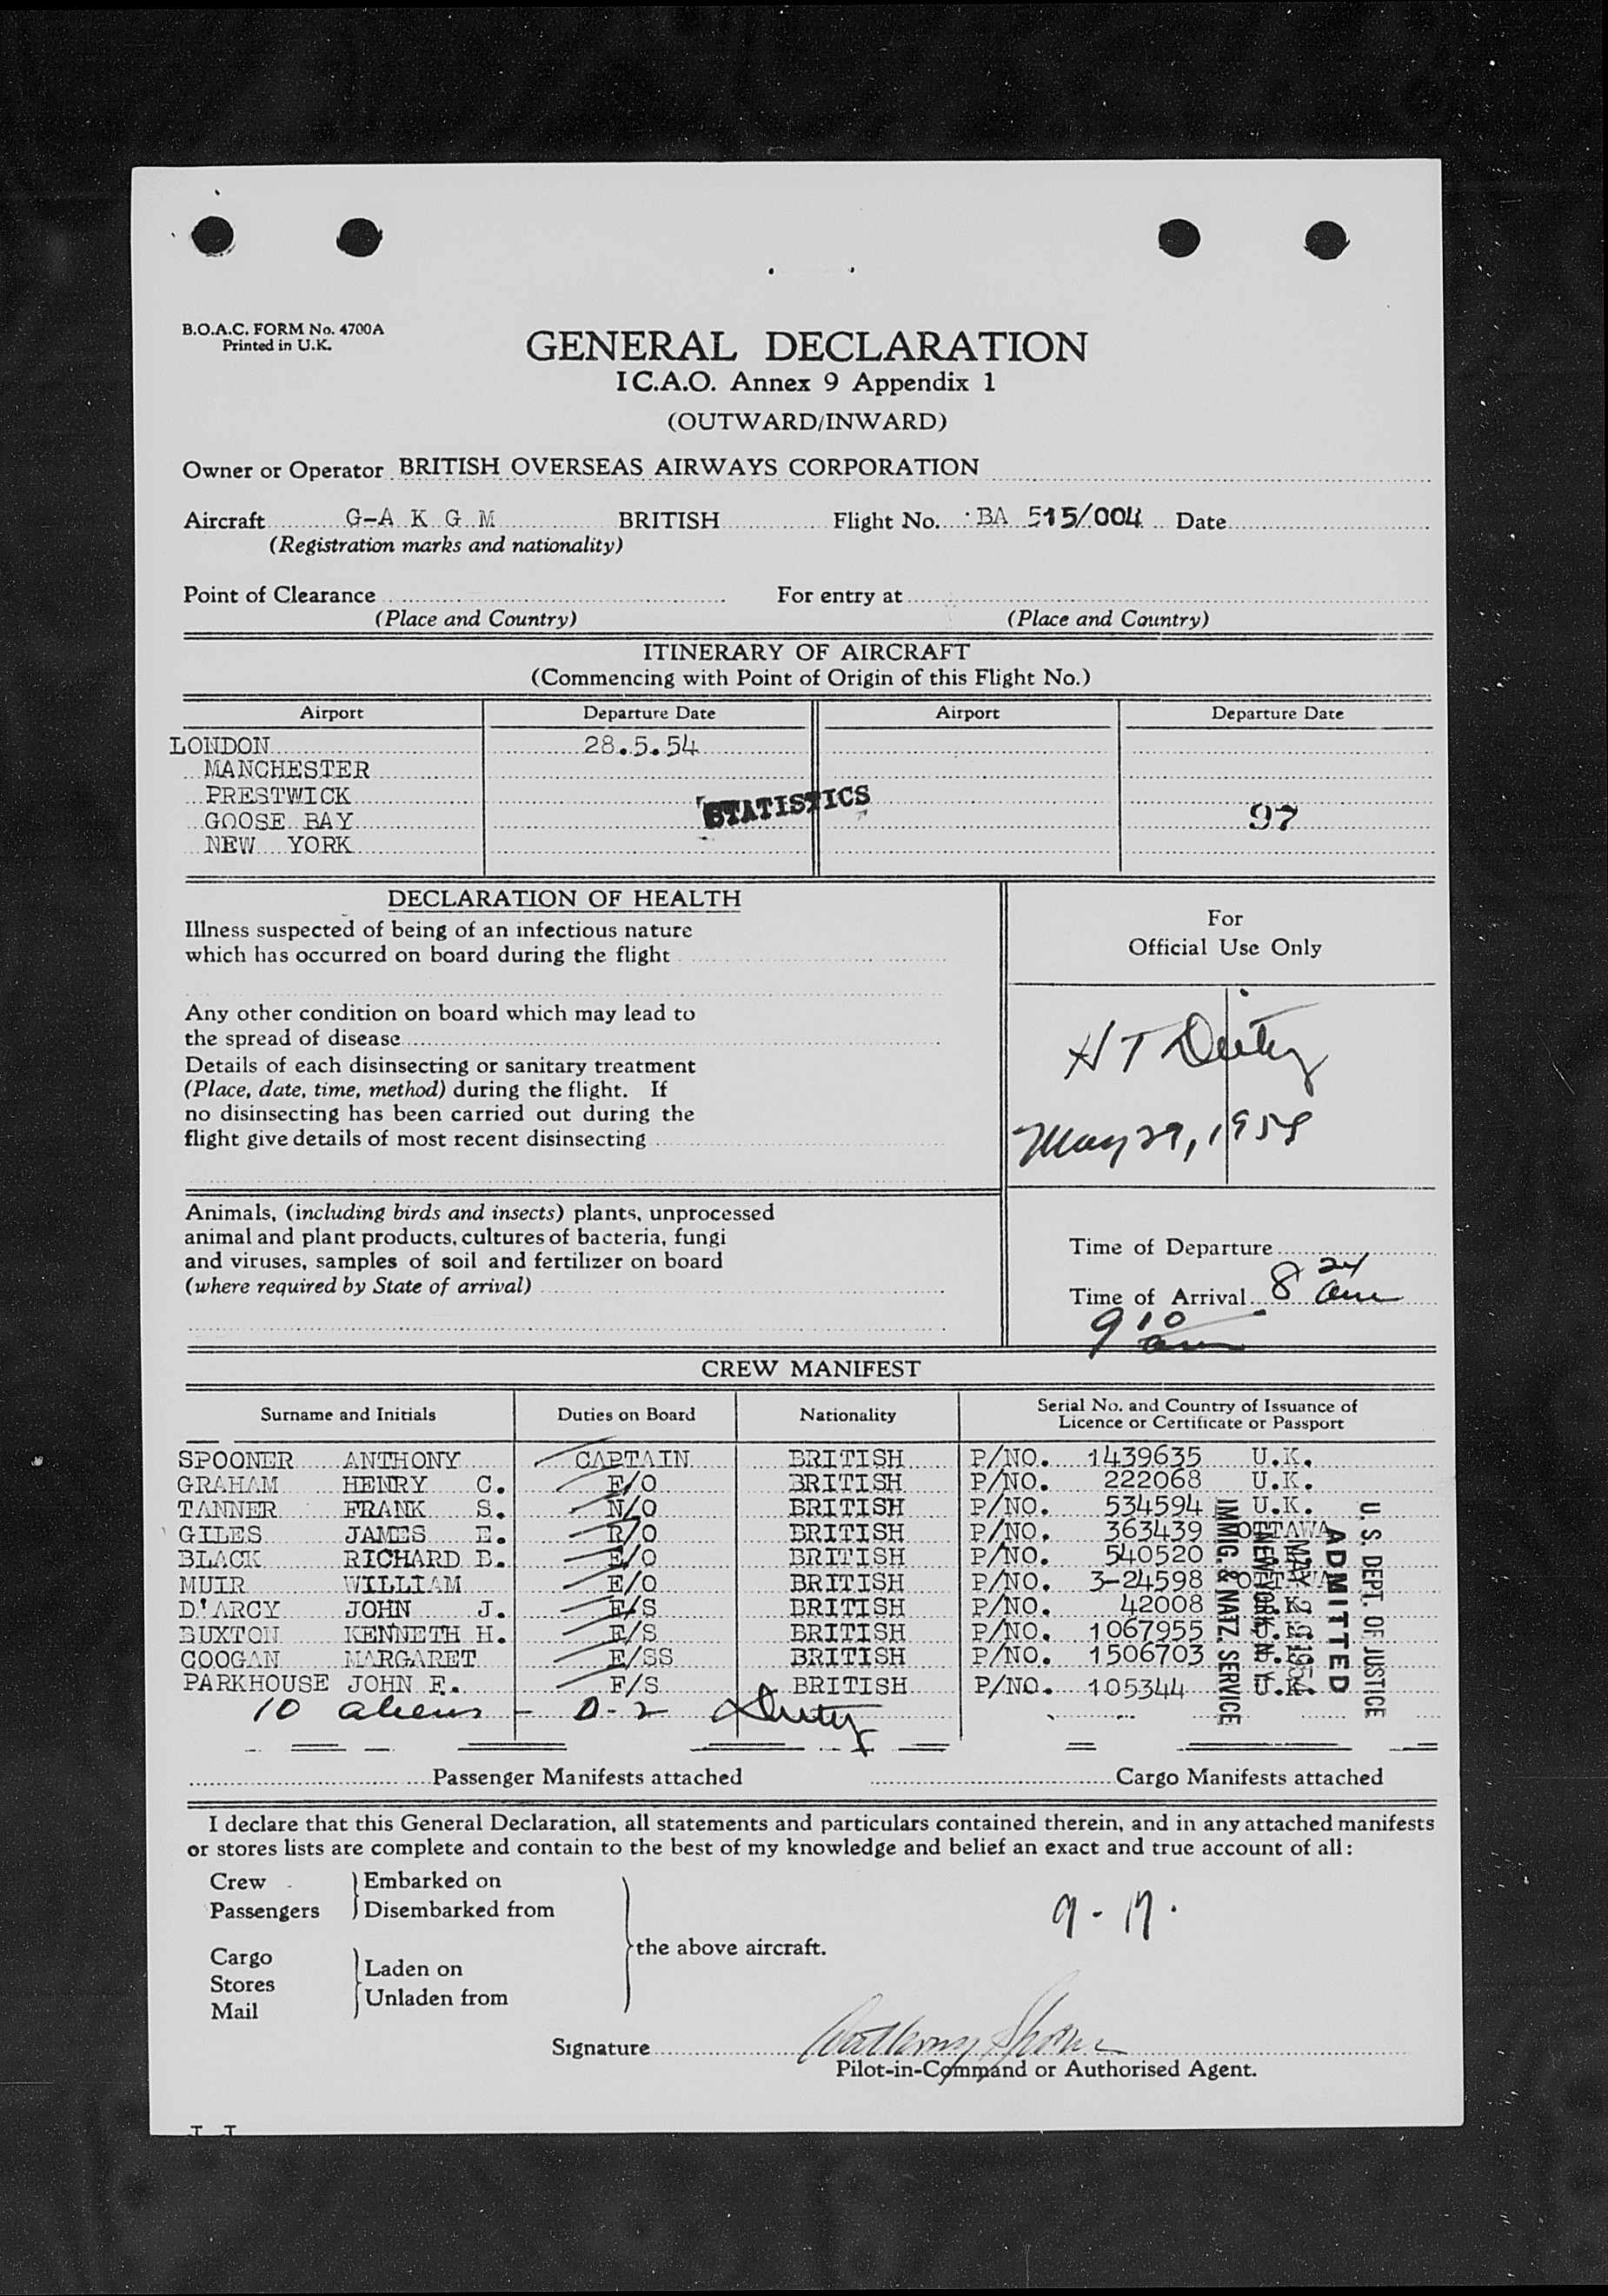 B.O.A.C. FORM No. 4700A
Printed in U.K.
GENERAL DECLARATION
I C.A.O. Annex 9 Appendix 1
(OUTWARD/INWARD)
Owner or Operator BRITISH OVERSEAS AIRWAYS CORPORATION
Aircraft G-A K G M BRITISH Flight No. BA 515/004 Date
(Registration marks and nationality)
Point of Clearance For entry at
(Place and Country) (Place and Country)
ITINERARY OF AIRCRAFT
(Commencing with Point of Origin of this Flight No.)
Airport Departure Date Airport Departure Date
LONDON 28.5.54
MANCHESTER
PRESTWICK
STATISTICS
GOOSE BAY 97
NEW YORK
DECLARATION OF HEALTH
Illness suspected of being of an infectious nature
which has occurred on board during the flight
Any other condition on board which may lead to
the spread of disease
Details of each disinsecting or sanitary treatment
(Place, date, time, method) during the flight. If
no disinsecting has been carried out during the
flight give details of most recent disinsecting
Animals, (including birds and insects) plants, unprocessed
animal and plant products, cultures of bacteria, fungi
and viruses, samples of soil and fertilizer on board
(where required by State of arrival)
For
Official Use Only
H T
May 29, 1954
Time of Departure
Time of Arrival 8 24 am
9 10 am
CREW MANIFEST
Surname and Initials Duties on Board Nationality Serial No. and Country of Issuance of
Licence or Certificate or Passport
SPOONER ANTHONY CAPTAIN BRITISH P/NO. 1439635 U.K.
GRAHAM HENRY C. F/O BRITISH P/NO. 222068 U.K.
TANNER FRANK S. N/O BRITISH P/NO. 534594 U.K.
GILES JAMES E. R/O BRITISH P/NO. 363439 OTTAWA
BLACK RICHARD B. E/O BRITISH P/NO. 540520
MUIR WILLIAM E/O BRITISH P/NO. 3-24598 OTTAWA
D'ARCY JOHN J. F/S BRITISH P/NO. 42008 U.K.
BUXTON KENNETH H. F/S BRITISH P/NO. 1067955 U.K.
COOGAN MARGARET F/SS BRITISH P/NO. 1506703 U.K.
PARKHOUSE JOHN F. F/S BRITISH P/NO. 105344 U.K.
10 aliens - D-2
U. S. DEPT. OF JUSTICE
ADMITTED
NEW YORK, N.Y.
IMMIG. & NATZ. SERVICE
Passenger Manifests attached Cargo Manifests attached
I declare that this General Declaration, all statements and particulars contained therein, and in any attached manifests
or stores lists are complete and contain to the best of my knowledge and belief an exact and true account of all:
Crew Embarked on
Passengers Disembarked from
9-17.
the above aircraft.
Cargo
Laden on
Stores
Unladen from
Mail
Signature Anthony Spooner
Pilot-in-Command or Authorised Agent.